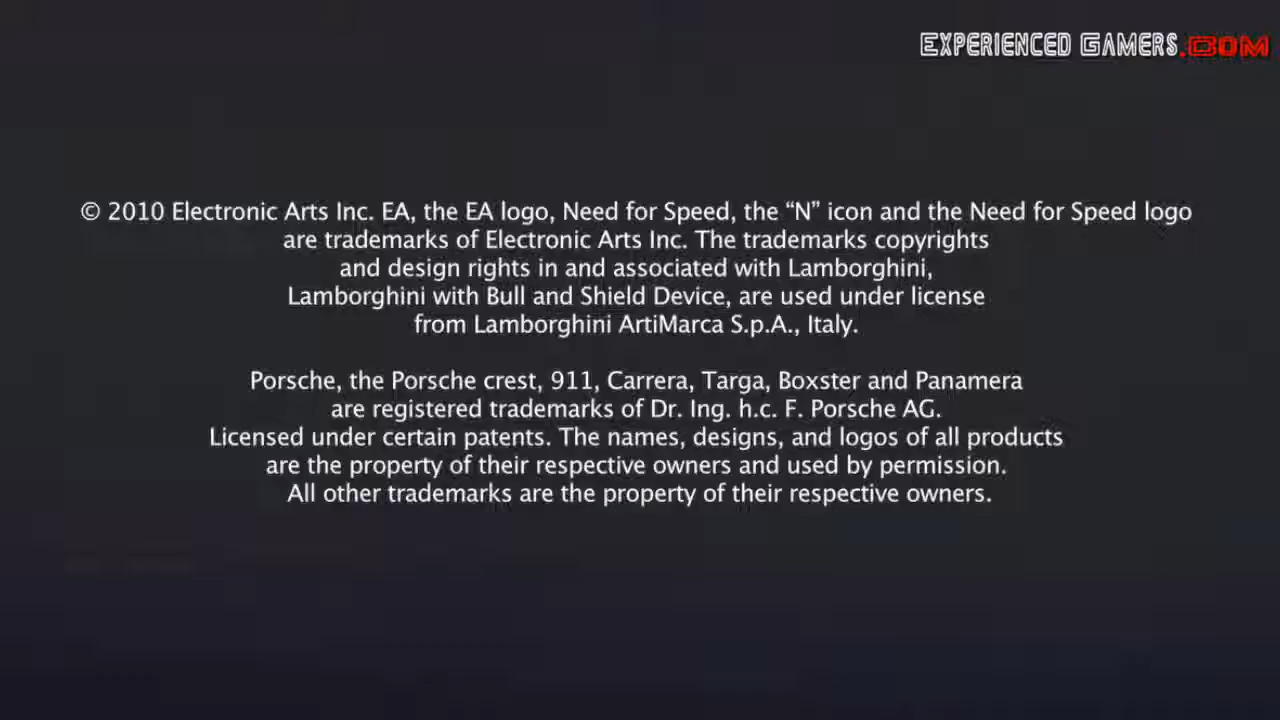 EXPERIENCED GAMERS.COM
© 2010 Electronic Arts Inc. EA, the EA logo, Need for Speed, the “N” icon and the Need for Speed logo
are trademarks of Electronic Arts Inc. The trademarks copyrights
and design rights in and associated with Lamborghini,
Lamborghini with Bull and Shield Device, are used under license
from Lamborghini ArtiMarca S.p.A., Italy.
Porsche, the Porsche crest, 911, Carrera, Targa, Boxster and Panamera
are registered trademarks of Dr. Ing. h.c. F. Porsche AG.
Licensed under certain patents. The names, designs, and logos of all products
are the property of their respective owners and used by permission.
All other trademarks are the property of their respective owners.